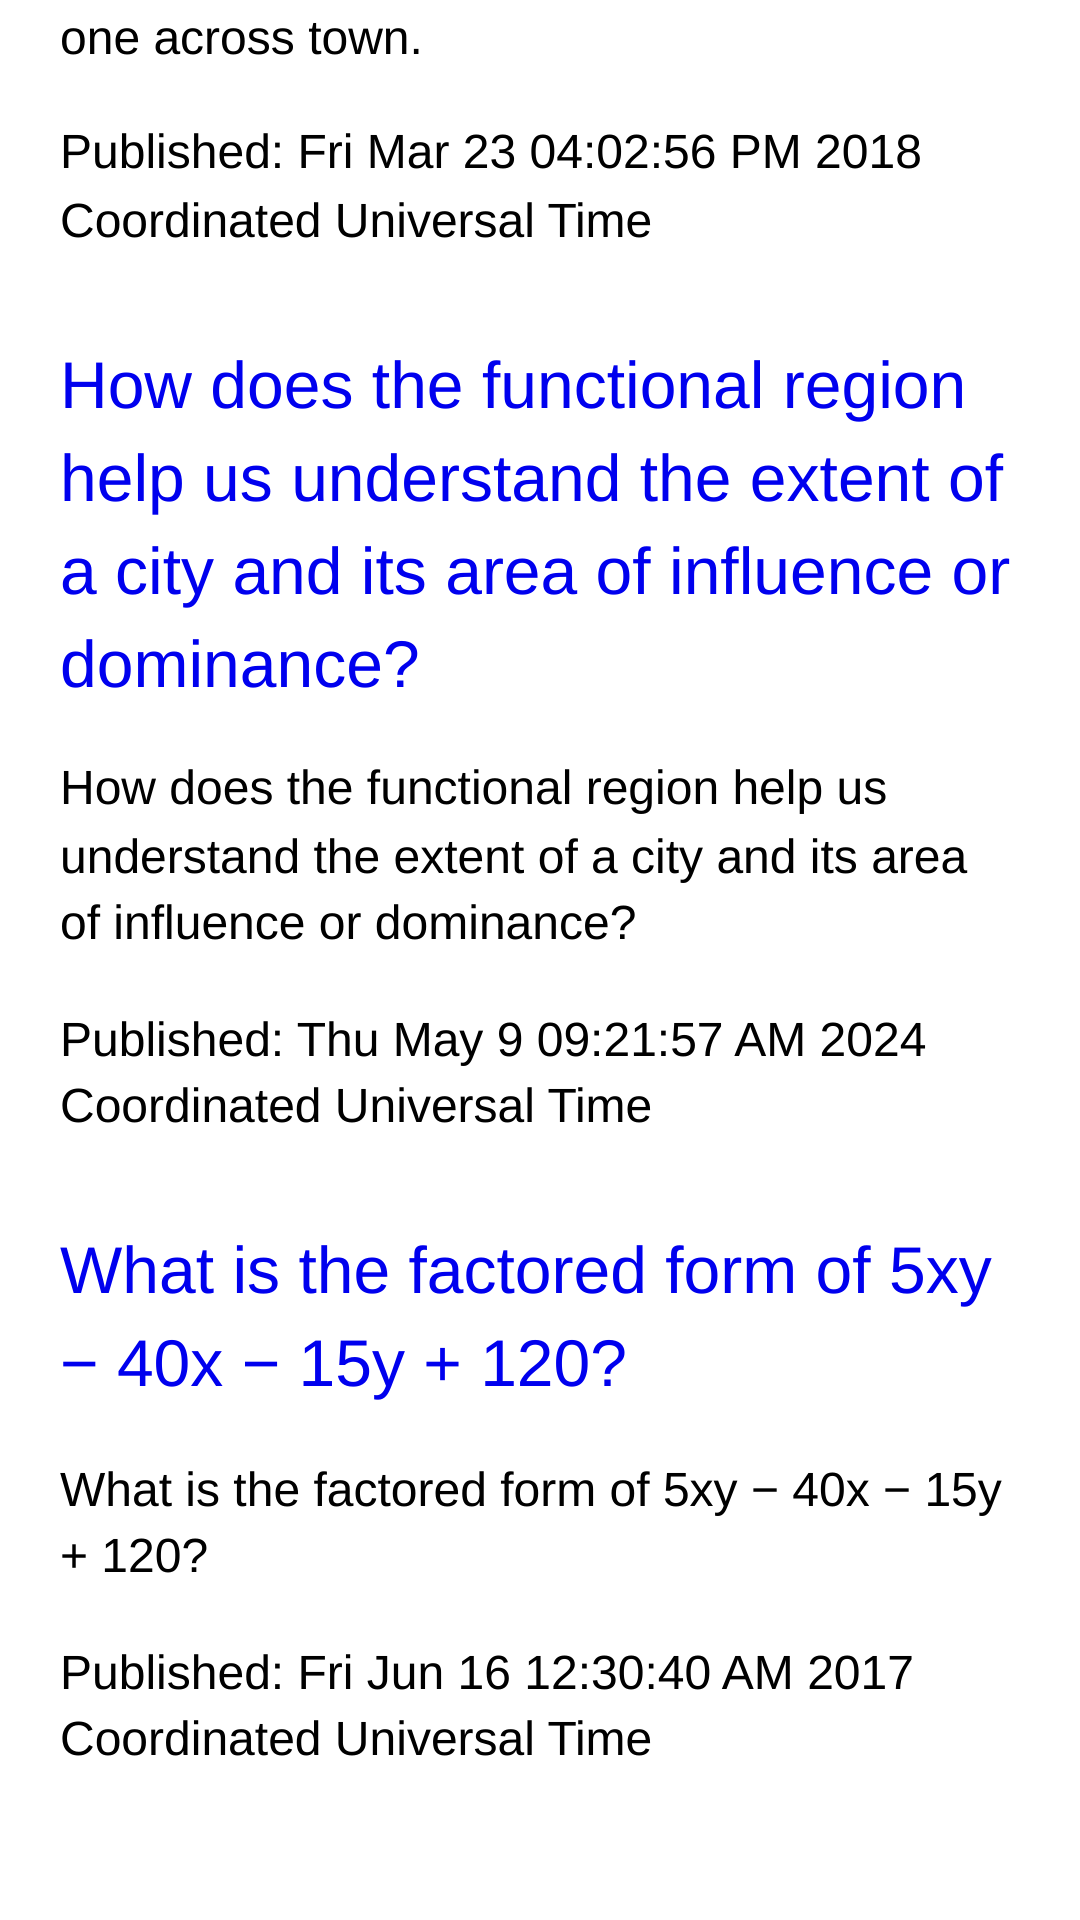 one across town.
Published: Fri Mar 23 04:02:56 PM 2018
Coordinated Universal Time
How does the functional region
help us understand the extent of
a city and its area of influence or
dominance?
How does the functional region help us
understand the extent of a city and its area
of influence or dominance?
Published: Thu May 9 09:21:57 AM 2024
Coordinated Universal Time
What is the factored form of 5xy
− 40x − 15y + 120?
What is the factored form of 5xy − 40x − 15y
+ 120?
Published: Fri Jun 16 12:30:40 AM 2017
Coordinated Universal Time